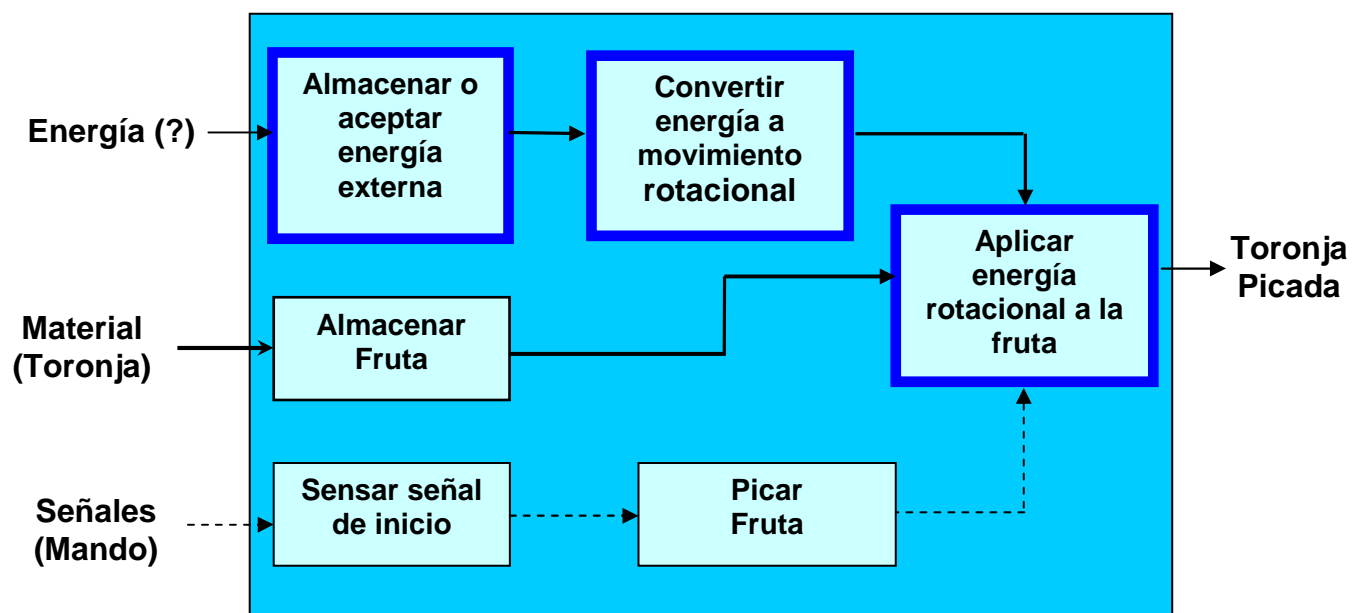 Energía (?)
Almacenar o
aceptar
energía
externa
Convertir
energía a
movimiento
rotacional
Aplicar
energía
rotacional a la
fruta
Toronja
Picada
Material
(Toronja)
Almacenar
Fruta
Señales
(Mando)
Sensar señal
de inicio
Picar
Fruta